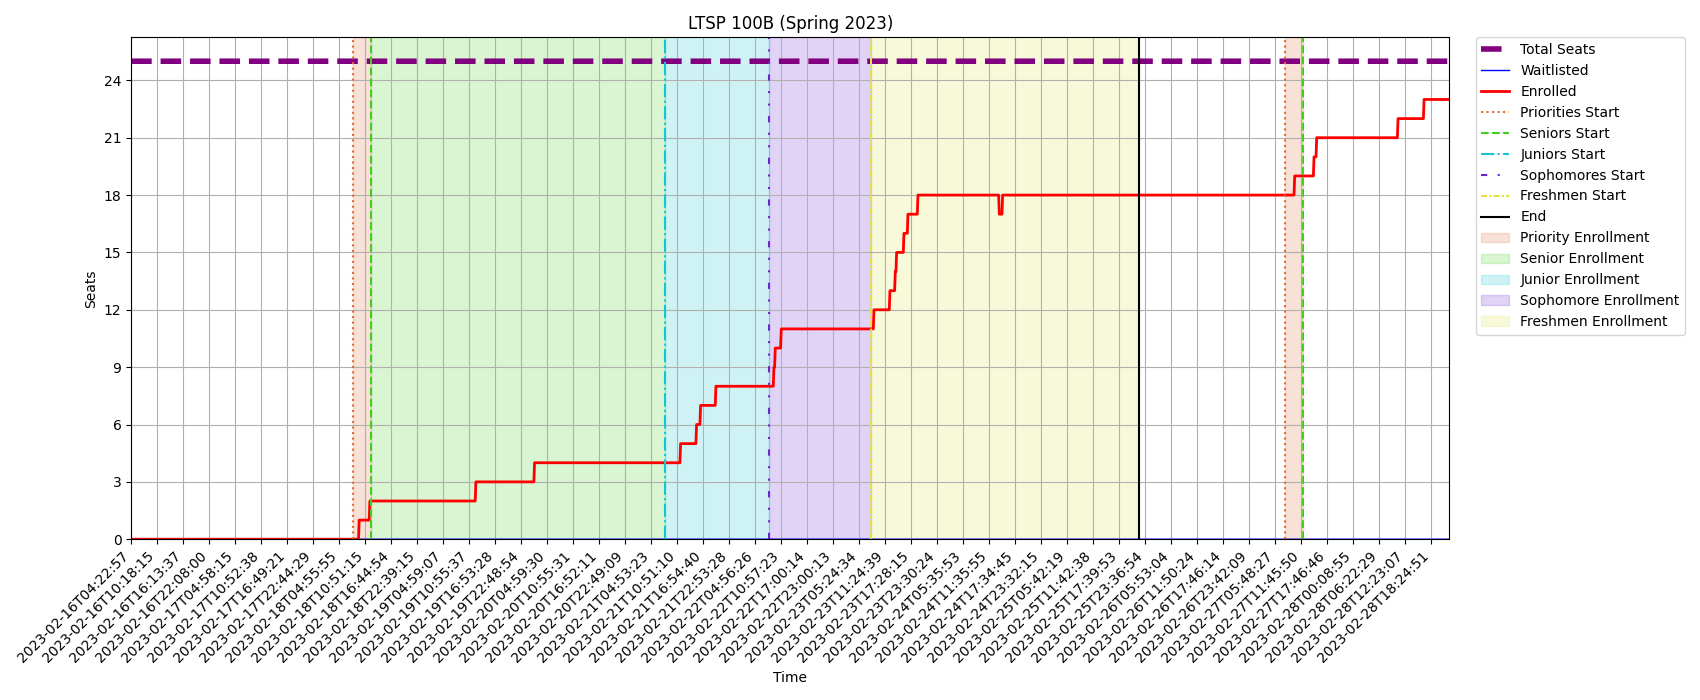 LTSP 100B (Spring 2023)
Seats
24
21
18
15
12
9
6
3
0
2023-02-16T04:22:57
2023-02-16T10:18:15
2023-02-16T16:13:37
2023-02-16T22:08:00
2023-02-17T04:58:15
2023-02-17T10:52:38
2023-02-17T16:49:21
2023-02-17T22:44:29
2023-02-18T04:55:55
2023-02-18T10:51:15
2023-02-18T16:44:54
2023-02-18T22:39:15
2023-02-19T04:59:07
2023-02-19T10:55:37
2023-02-19T16:53:28
2023-02-19T22:48:54
2023-02-20T04:59:30
2023-02-20T10:55:31
2023-02-20T16:52:11
2023-02-20T22:49:09
2023-02-21T04:53:23
2023-02-21T10:51:10
2023-02-21T16:54:40
2023-02-21T22:53:28
2023-02-22T04:56:26
2023-02-22T10:57:23
2023-02-22T17:00:14
2023-02-22T23:00:13
2023-02-23T05:24:34
2023-02-23T11:24:39
2023-02-23T17:28:15
2023-02-23T23:30:24
2023-02-24T05:35:53
2023-02-24T11:35:55
2023-02-24T17:34:45
2023-02-24T23:32:15
2023-02-25T05:42:19
2023-02-25T11:42:38
2023-02-25T17:39:53
2023-02-25T23:36:54
2023-02-26T05:53:04
2023-02-26T11:50:24
2023-02-26T17:46:14
2023-02-26T23:42:09
2023-02-27T05:48:27
2023-02-27T11:45:50
2023-02-27T17:46:46
2023-02-28T00:08:55
2023-02-28T06:22:29
2023-02-28T12:23:07
2023-02-28T18:24:51
Time
Total Seats
Waitlisted
Enrolled
Priorities Start
Seniors Start
Juniors Start
Sophomores Start
Freshmen Start
End
Priority Enrollment
Senior Enrollment
Junior Enrollment
Sophomore Enrollment
Freshmen Enrollment